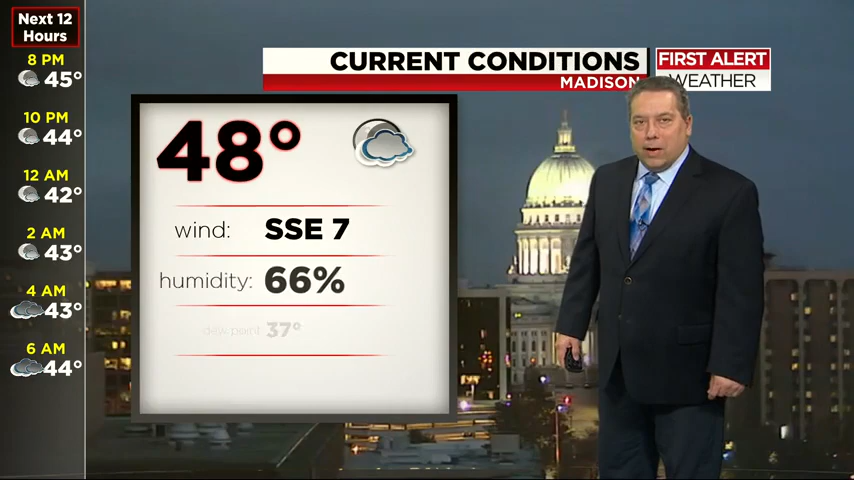 Next 12
Hours
8 PM
45°
10 PM
44°
12 AM
42°
2 AM
43°
4 AM
43°
6 AM
44°
CURRENT CONDITIONS
MADISON
FIRST ALERT
WEATHER
48°
wind: SSE 7
humidity: 66%
dew point 37°